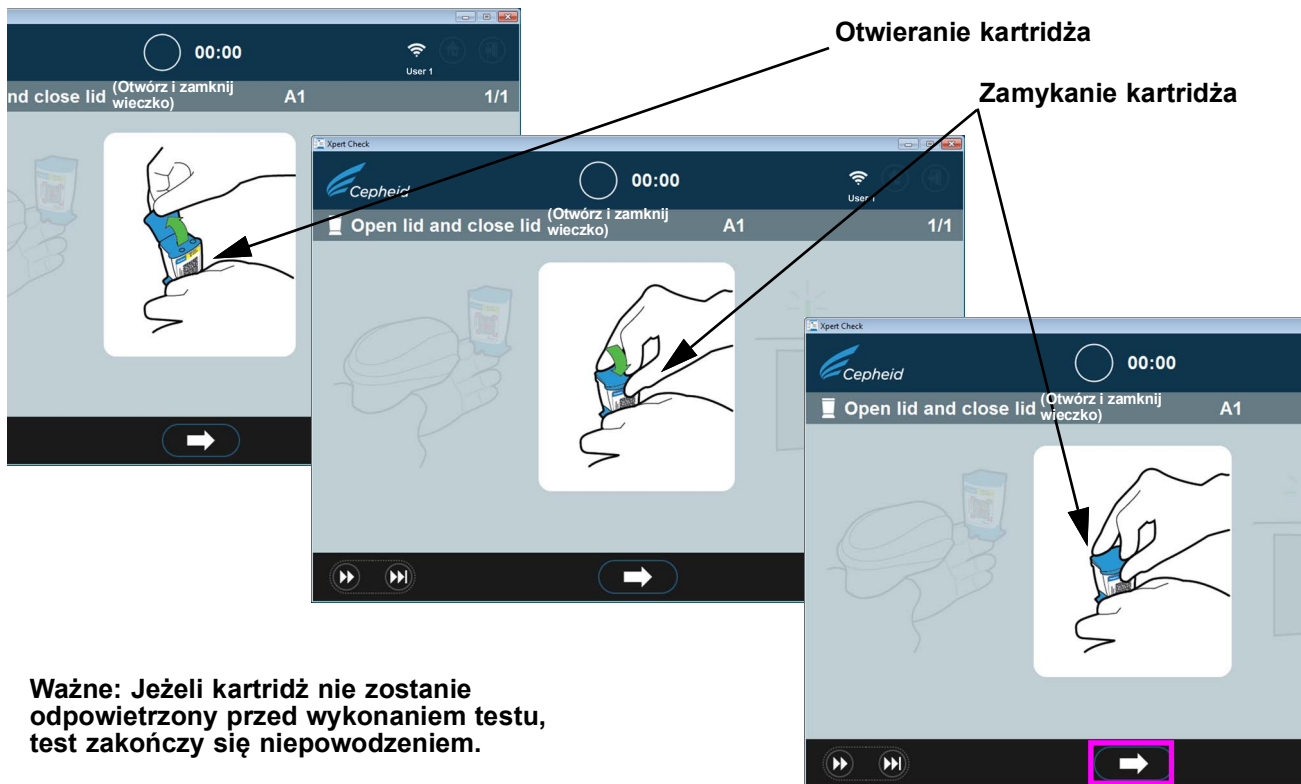 Otwieranie kartridża
Zamykanie kartridża
00:00
User 1
nd close lid (Otwórz i zamknij
wieczko)
A1
1/1
Xpert Check
Cepheid
00:00
User 1
Open lid and close lid (Otwórz i zamknij
wieczko)
A1
1/1
Xpert Check
Cepheid
00:00
Open lid and close lid (Otwórz i zamknij
wieczko)
A1
Ważne: Jeżeli kartridż nie zostanie
odpowietrzony przed wykonaniem testu,
test zakończy się niepowodzeniem.